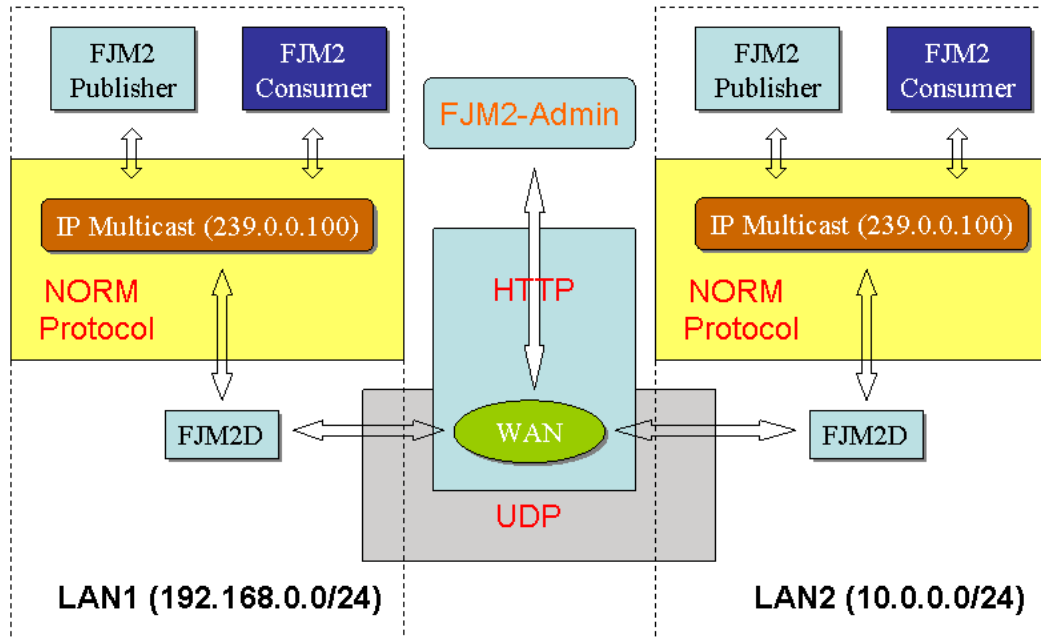 FJM2
Publisher
FJM2
Consumer
FJM2-Admin
FJM2
Publisher
FJM2
Consumer
IP Multicast (239.0.0.100)
IP Multicast (239.0.0.100)
NORM
Protocol
HTTP
NORM
Protocol
FJM2D
WAN
FJM2D
UDP
LAN1 (192.168.0.0/24)
LAN2 (10.0.0.0/24)